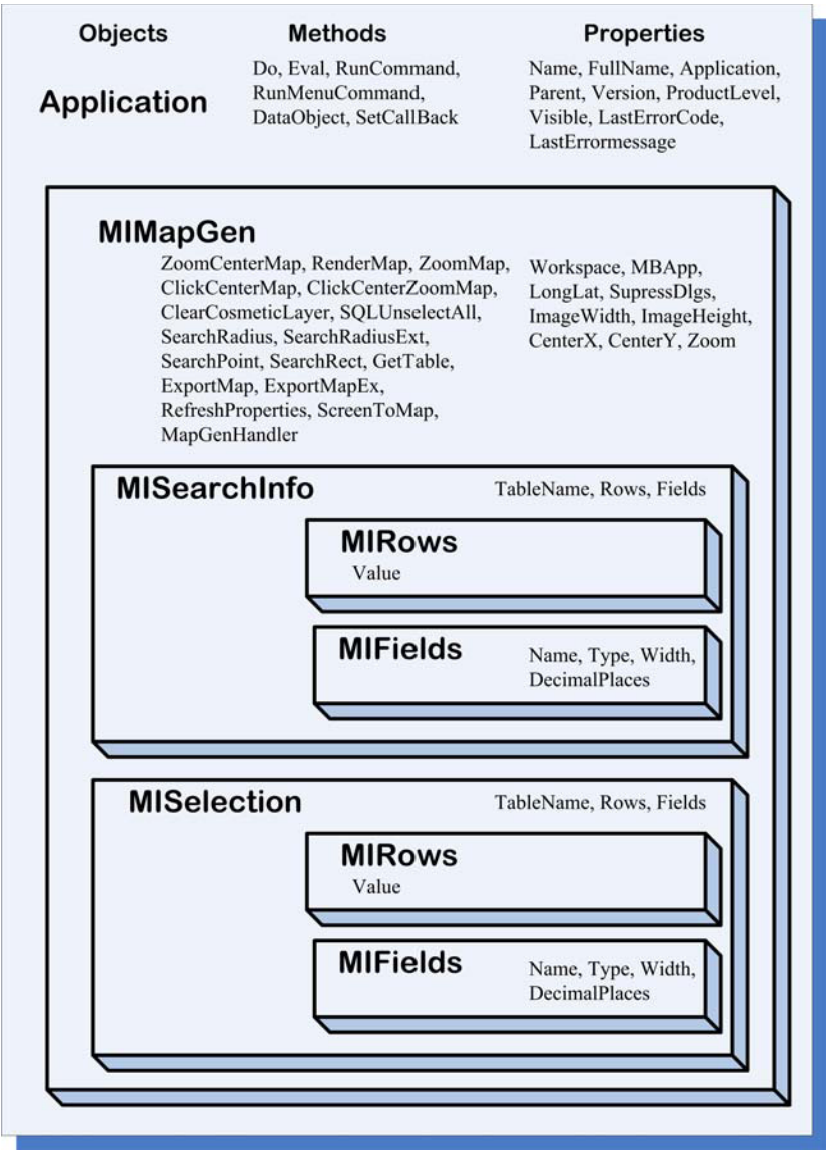 Objects Methods Properties
Application
Do, Eval, RunCommand,
RunMenuCommand,
DataObject, SetCallBack
Name, FullName, Application,
Parent, Version, ProductLevel,
Visible, LastErrorCode,
LastErrormessage
MIMapGen
ZoomCenterMap, RenderMap, ZoomMap,
ClickCenterMap, ClickCenterZoomMap,
ClearCosmeticLayer, SQLUnselectAll,
SearchRadius, SearchRadiusExt,
SearchPoint, SearchRect, GetTable,
ExportMap, ExportMapEx,
RefreshProperties, ScreenToMap,
MapGenHandler
Workspace, MBApp,
LongLat, SupressDlgs,
ImageWidth, ImageHeight,
CenterX, CenterY, Zoom
MISearchInfo
TableName, Rows, Fields
MIRows
Value
MIFields
Name, Type, Width,
DecimalPlaces
MISelection
TableName, Rows, Fields
MIRows
Value
MIFields
Name, Type, Width,
DecimalPlaces